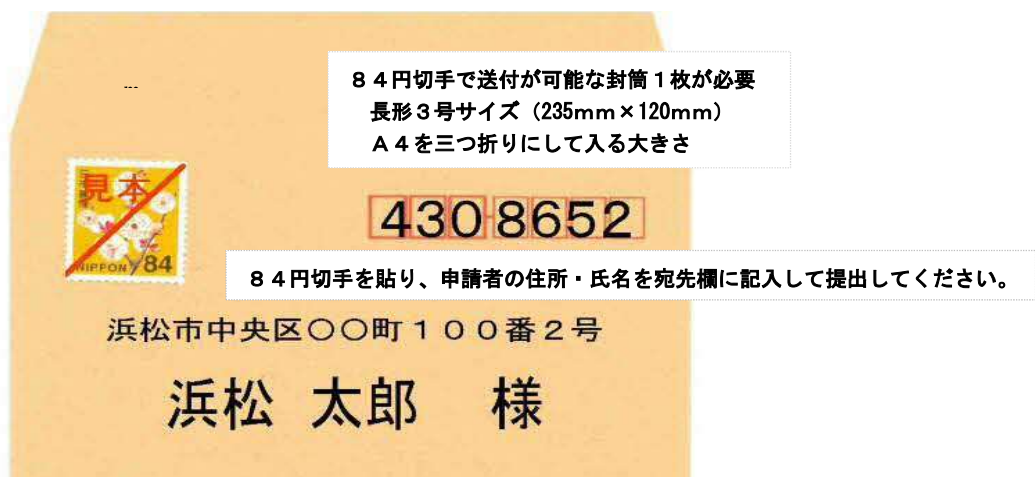 ８４円切手で送付が可能な封筒１枚が必要
長形３号サイズ（235mm×120mm）
Ａ４を三つ折りにして入る大きさ
見本
NIPPON 84
430 8652
８４円切手を貼り、申請者の住所・氏名を宛先欄に記入して提出してください。
浜松市中央区〇〇町１００番２号
浜松 太郎　様